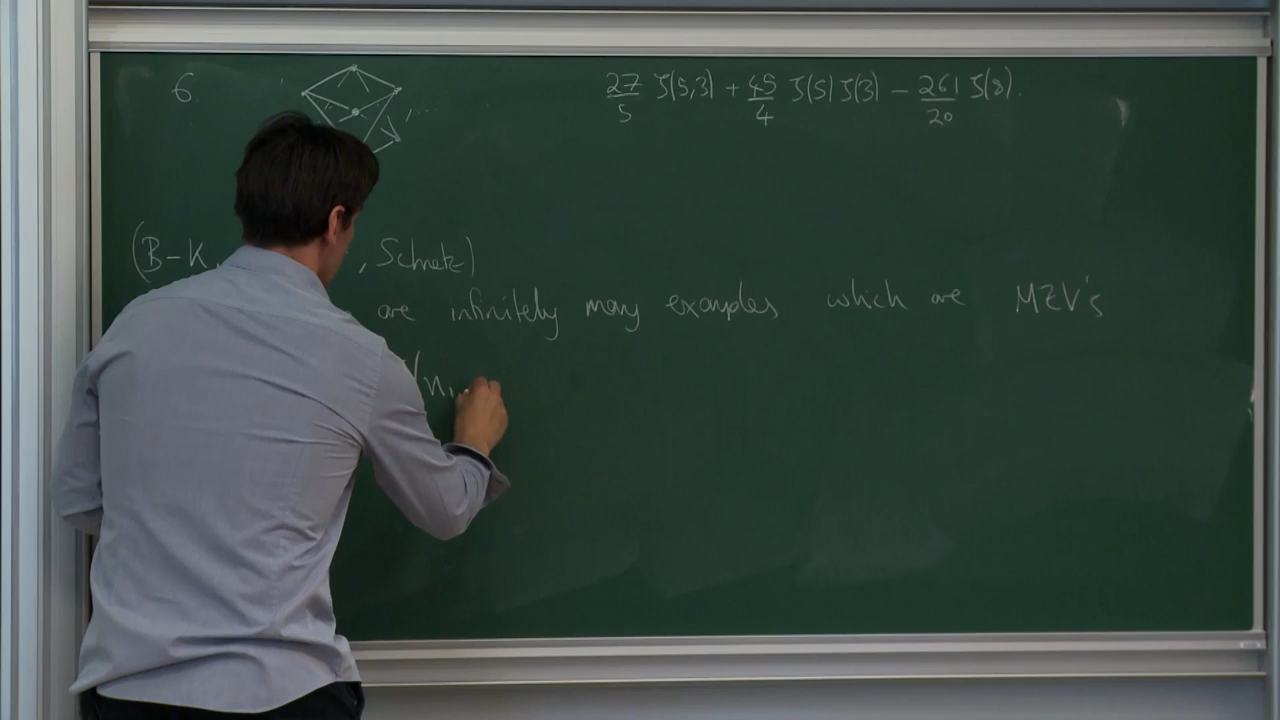 6. 27/5 ζ(5,3) + 45/4 ζ(5) ζ(3) − 261/20 ζ(8).
(B-K, , Schnetz)
are infinitely many examples which are MZV's
n₁